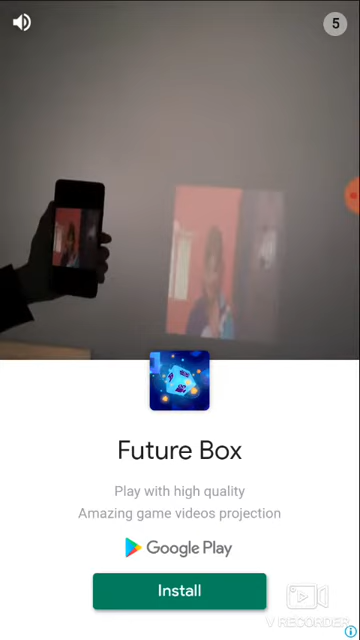 5
Future Box
Play with high quality
Amazing game videos projection
Google Play
Install
V RECORDER